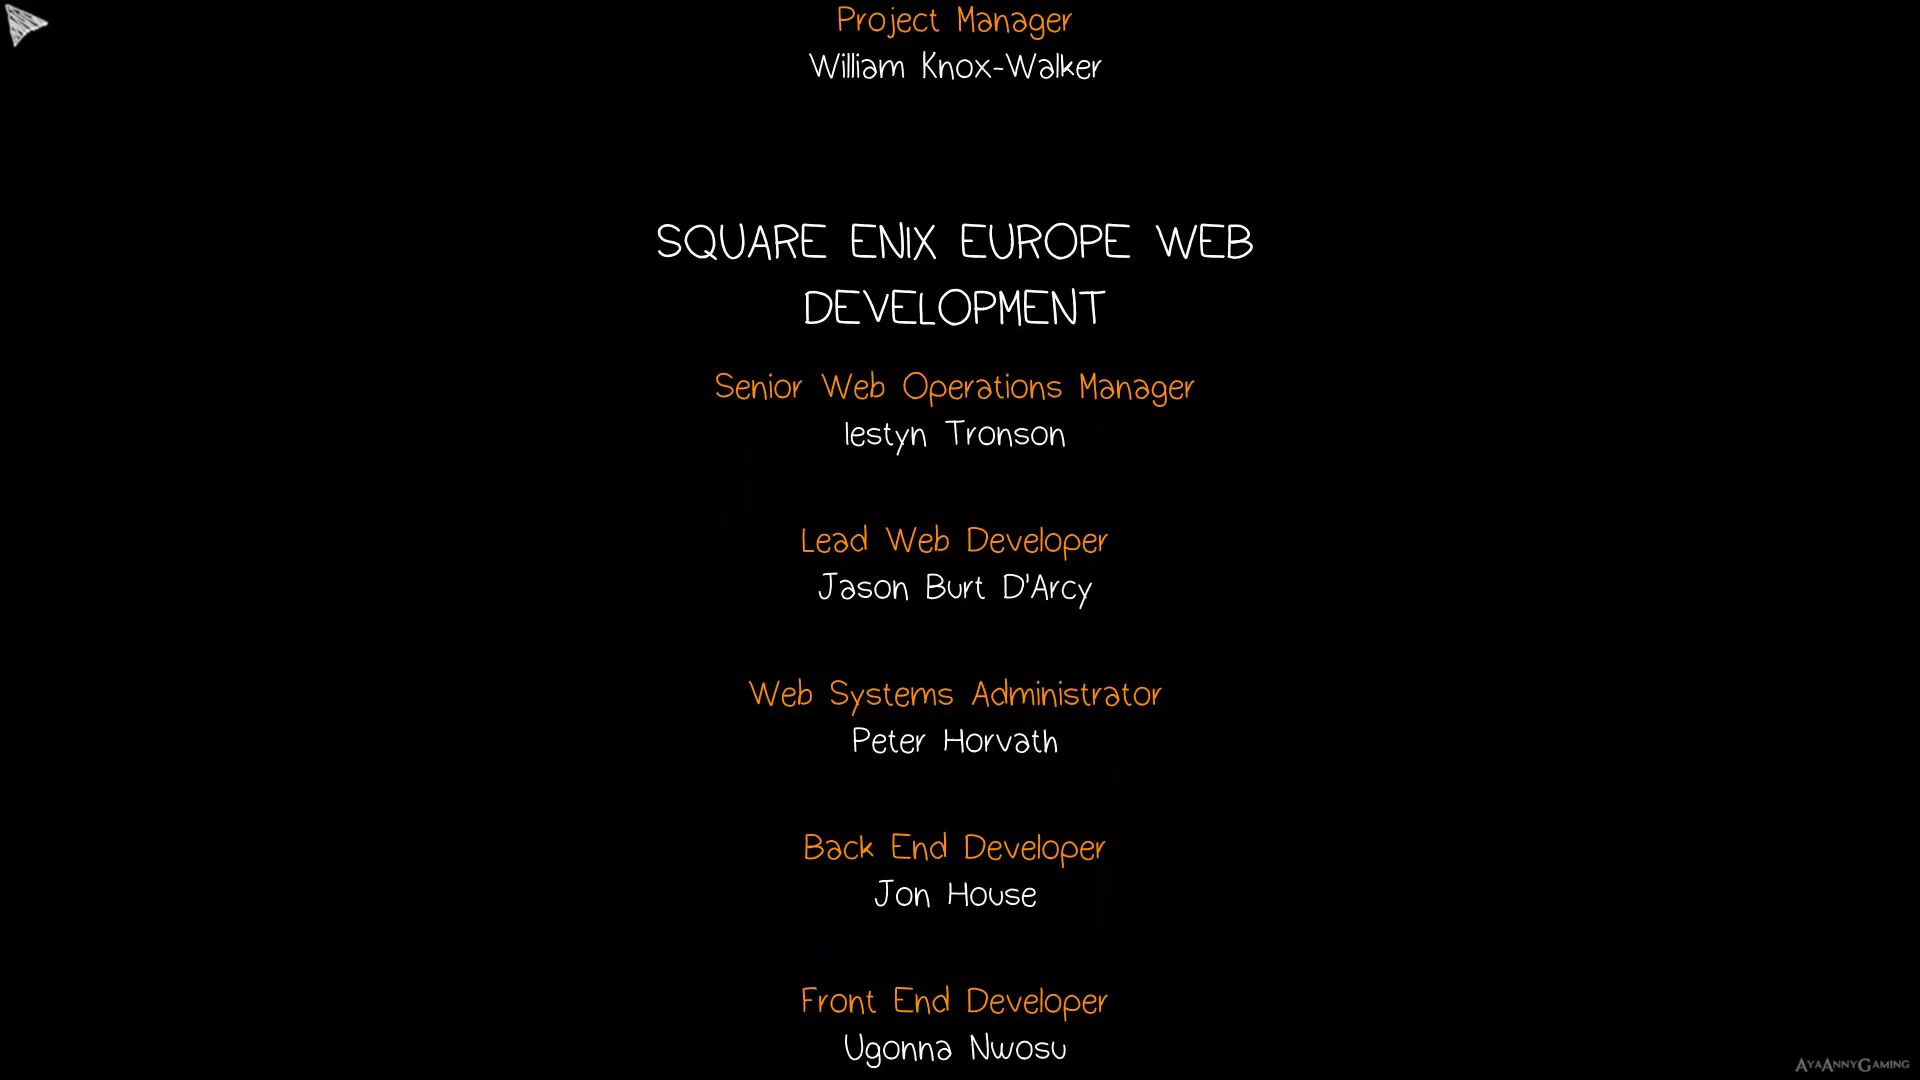 Project Manager
William Knox-Walker
SQUARE ENIX EUROPE WEB
DEVELOPMENT
Senior Web Operations Manager
Iestyn Tronson
Lead Web Developer
Jason Burt D'Arcy
Web Systems Administrator
Peter Horvath
Back End Developer
Jon House
Front End Developer
Ugonna Nwosu
AyaAnnyGaming